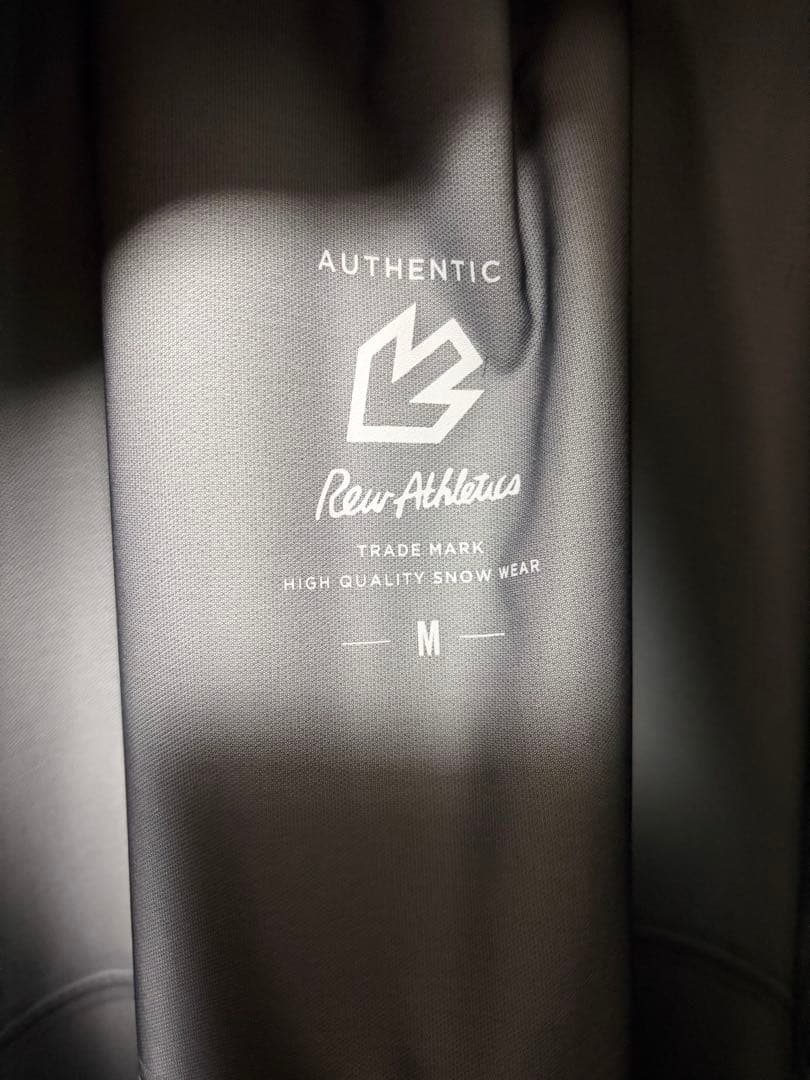 AUTHENTIC
Rew Athletics
TRADE MARK
HIGH QUALITY SNOW WEAR
M